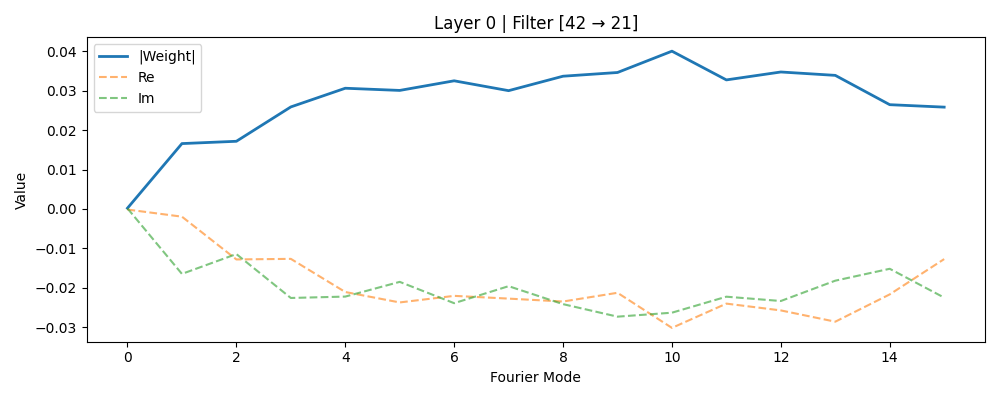 Layer 0 | Filter [42 → 21]
|Weight|
Re
Im
Value
0.04
0.03
0.02
0.01
0.00
−0.01
−0.02
−0.03
0 2 4 6 8 10 12 14
Fourier Mode